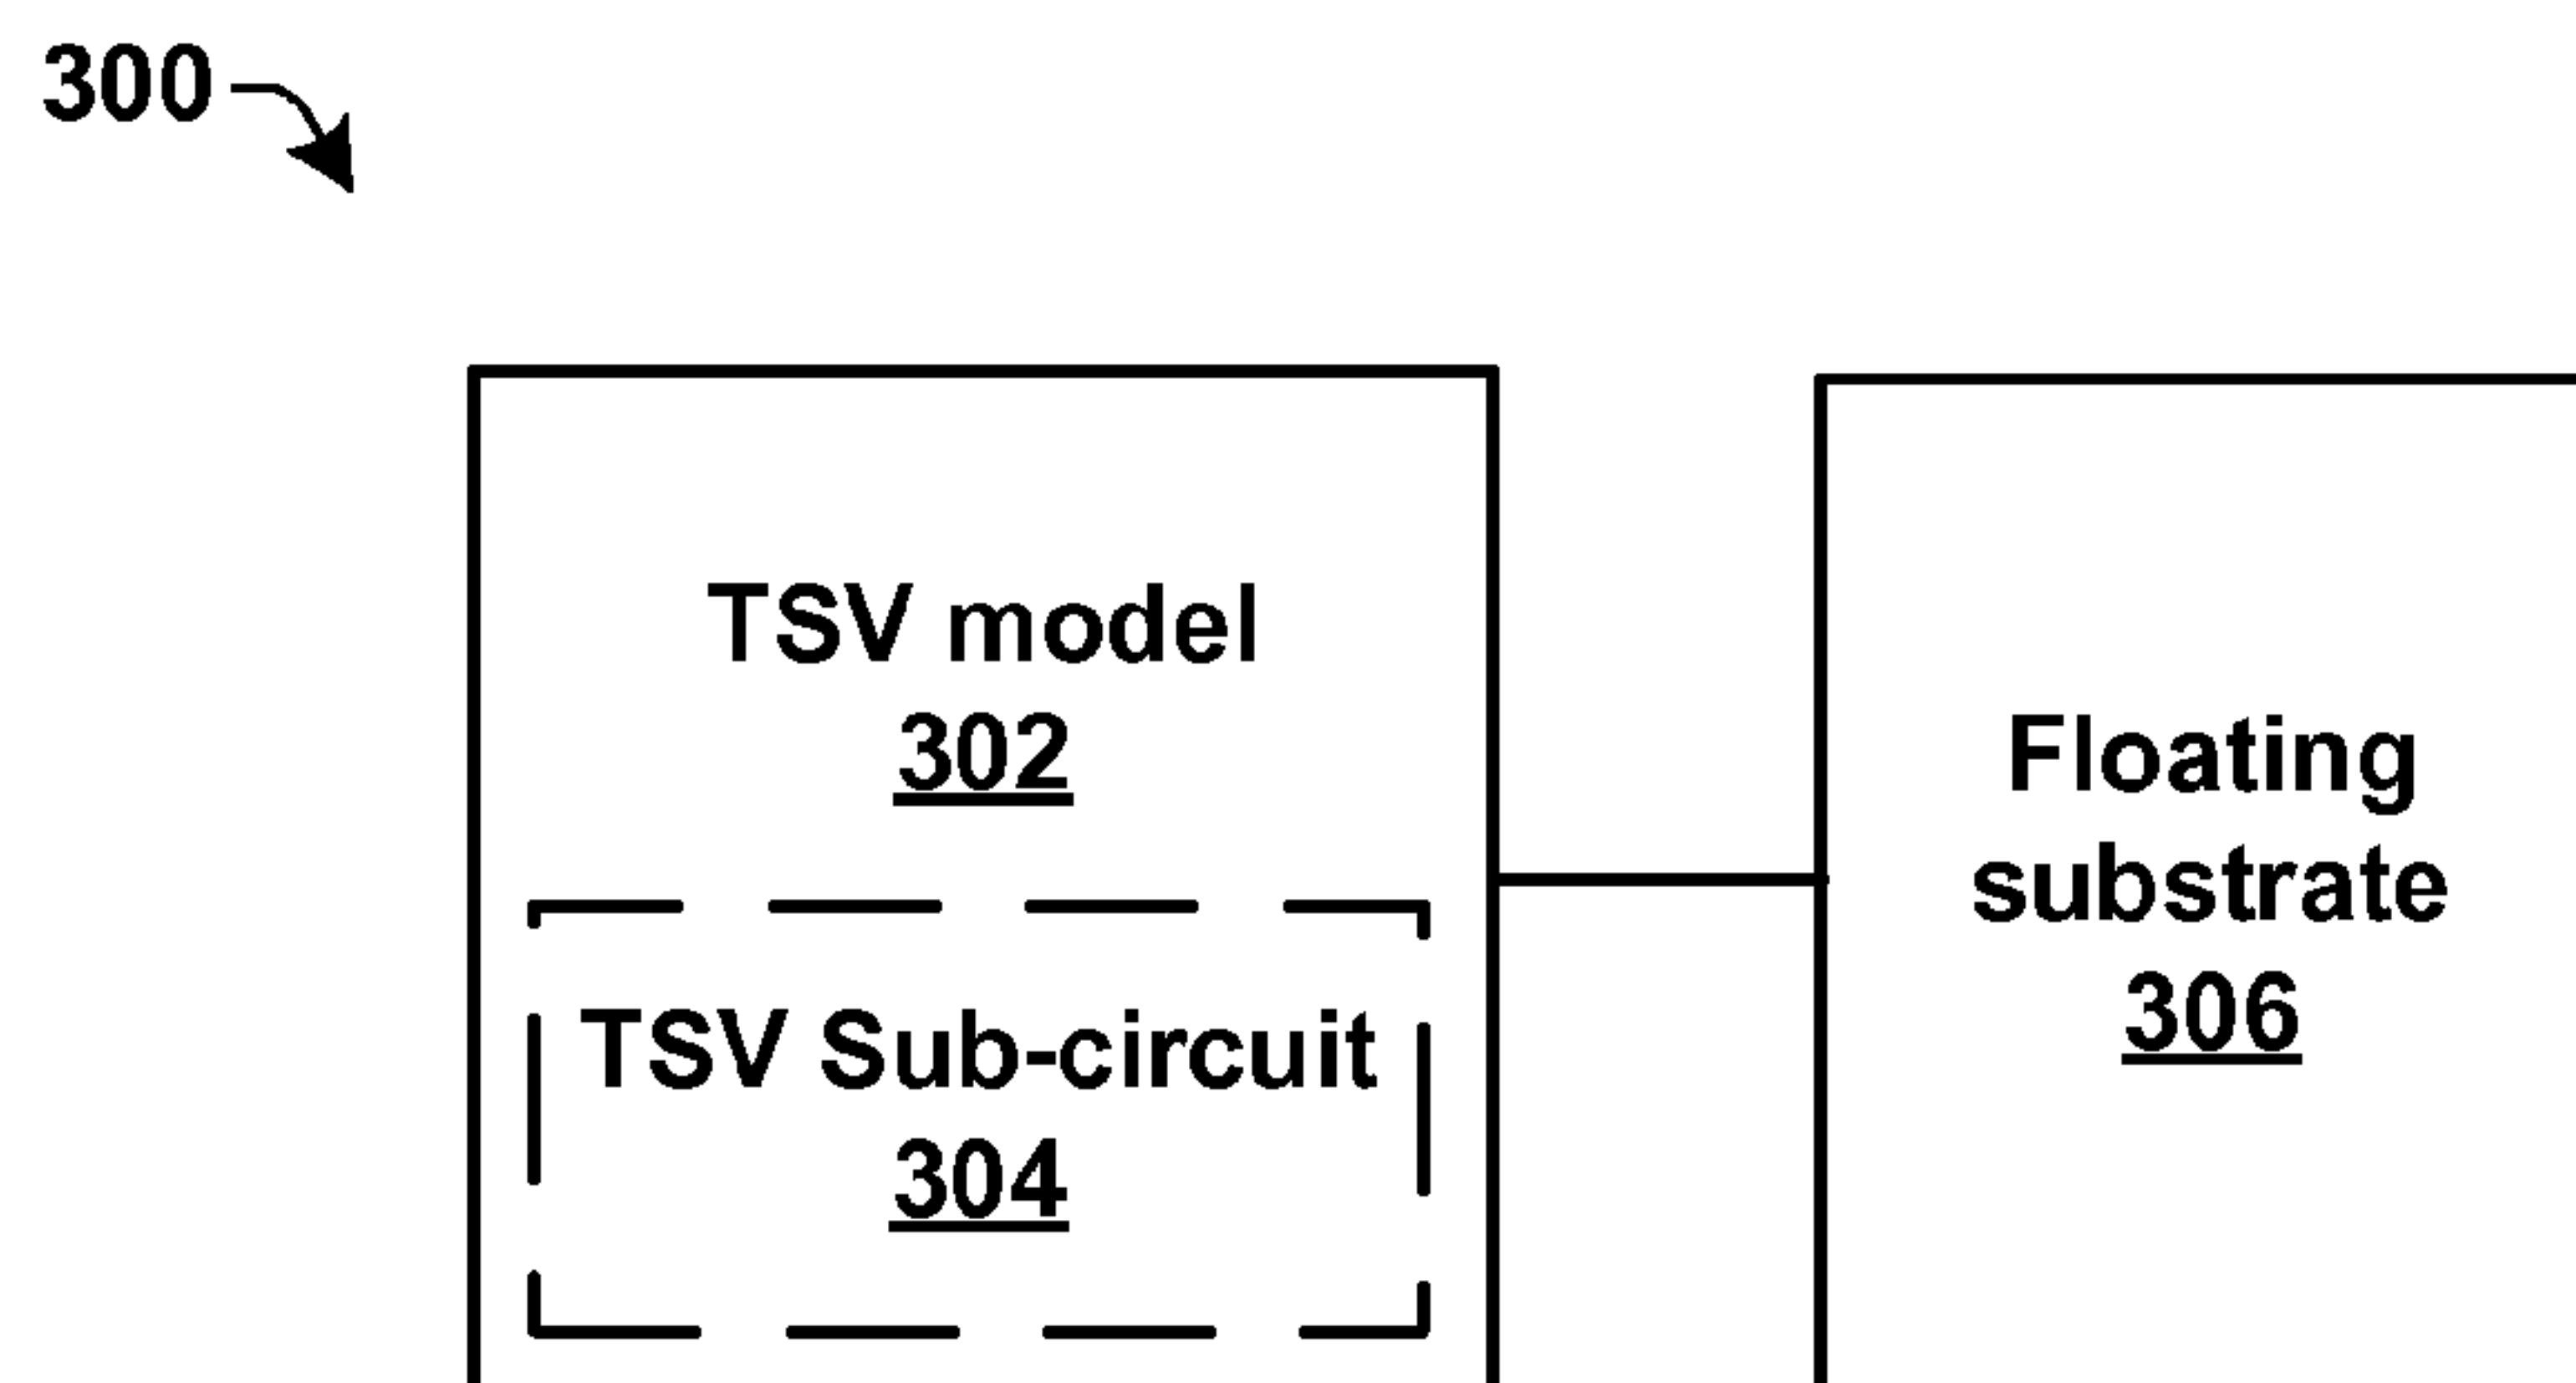 300
TSV model
302
TSV Sub-circuit
304
Floating
substrate
306